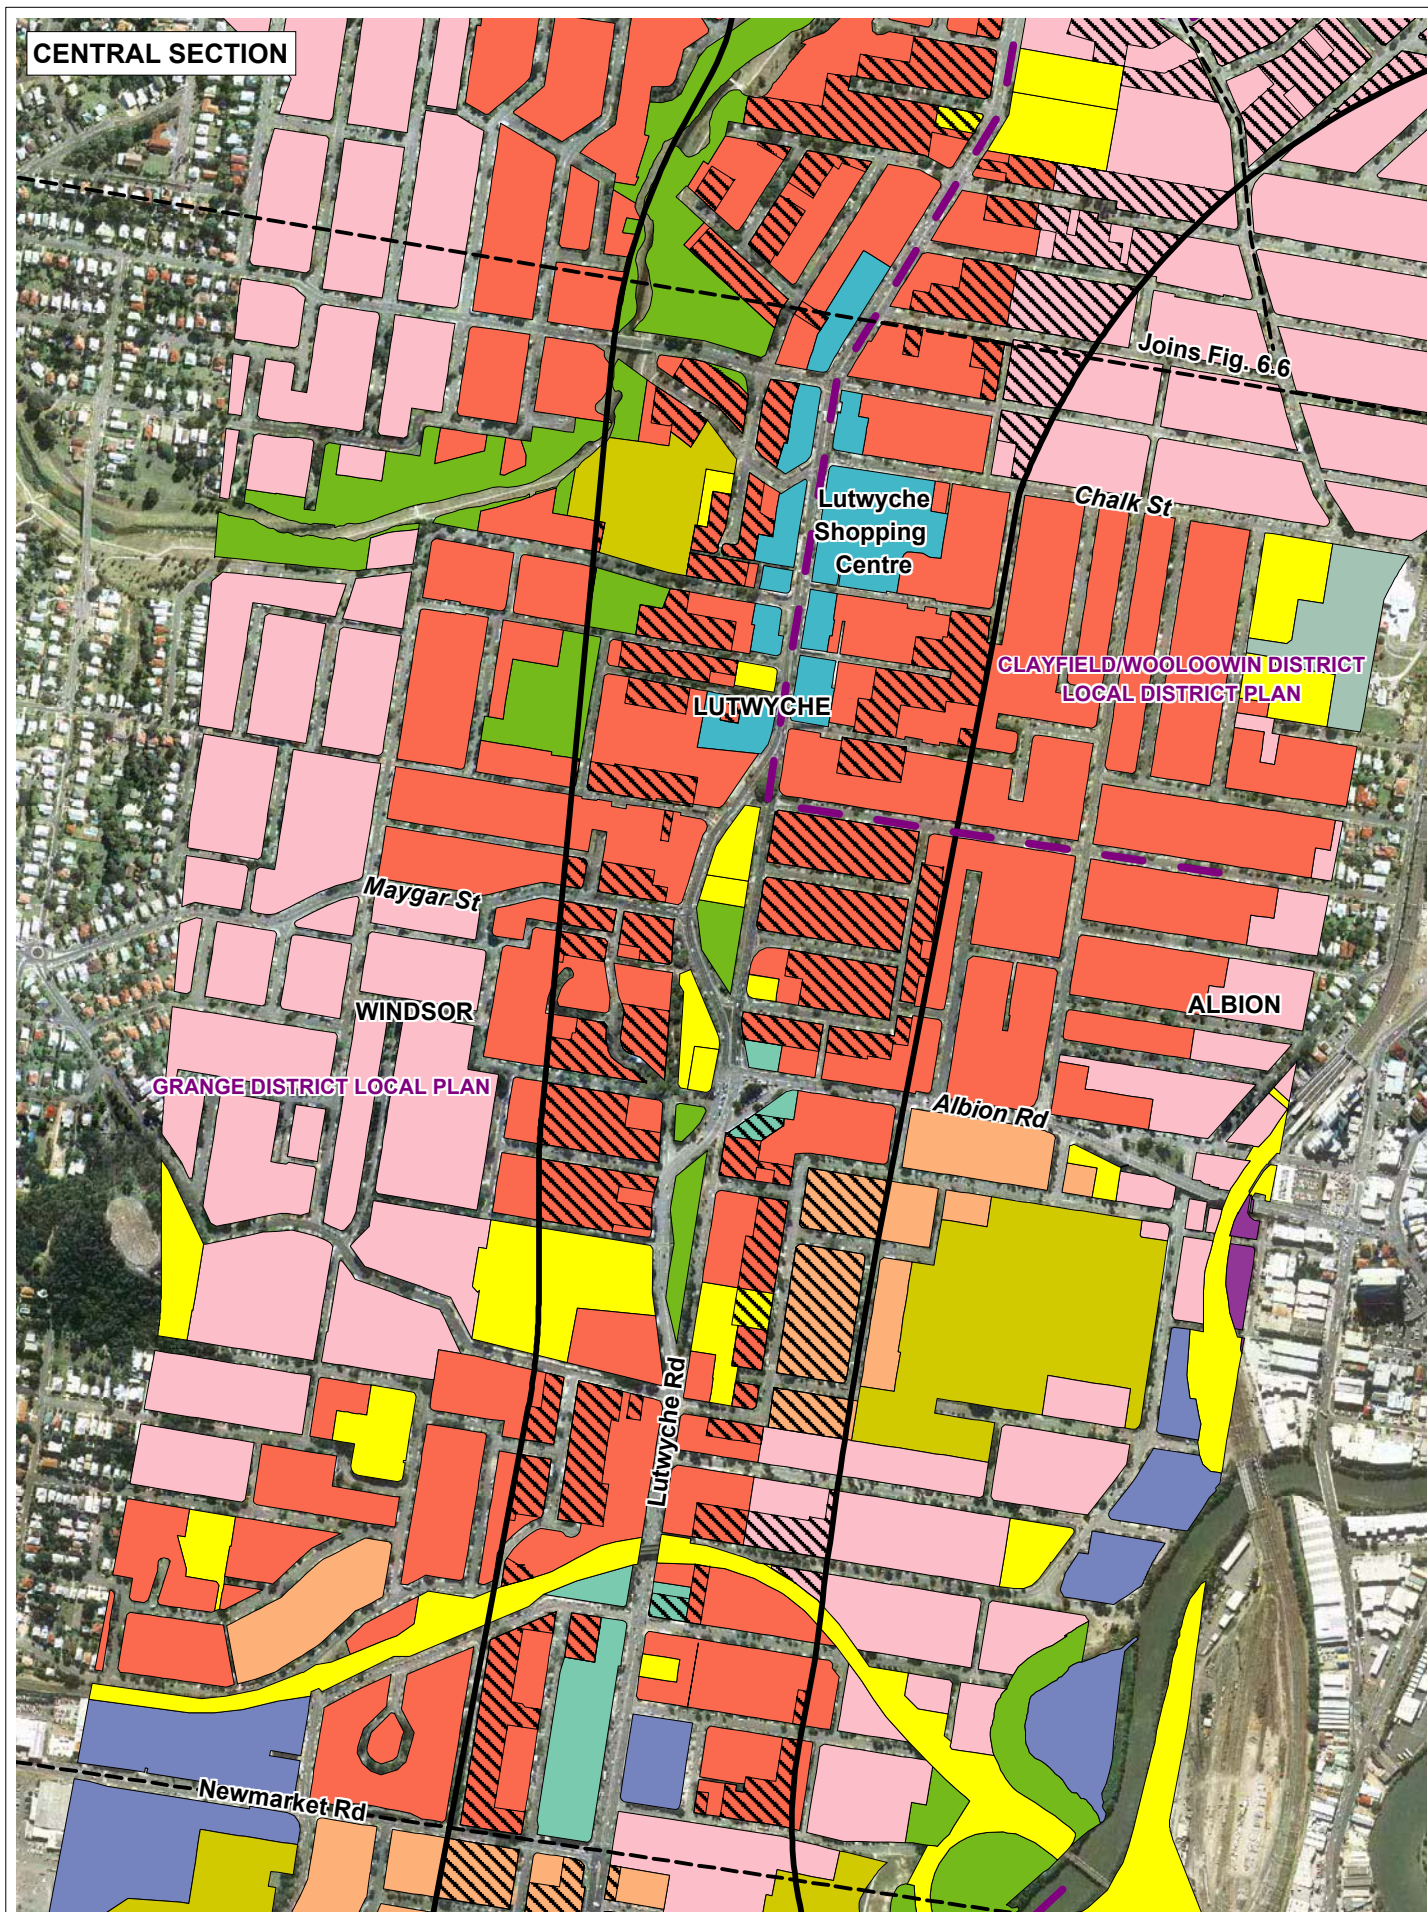 CENTRAL SECTION
Joins Fig. 6.6
Chalk St
Lutwyche
Shopping
Centre
CLAYFIELD/WOOLOOWIN DISTRICT
LOCAL DISTRICT PLAN
LUTWYCHE
Maygar St
WINDSOR
ALBION
GRANGE DISTRICT LOCAL PLAN
Albion Rd
Lutwyche Rd
Newmarket Rd